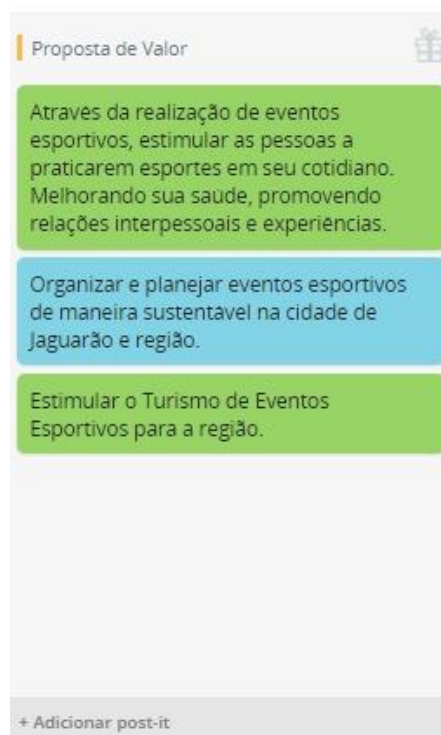 Proposta de Valor
Através da realização de eventos
esportivos, estimular as pessoas a
praticarem esportes em seu cotidiano.
Melhorando sua saúde, promovendo
relações interpessoais e experiências.
Organizar e planejar eventos esportivos
de maneira sustentável na cidade de
Jaguarão e região.
Estimular o Turismo de Eventos
Esportivos para a região.
+ Adicionar post-it